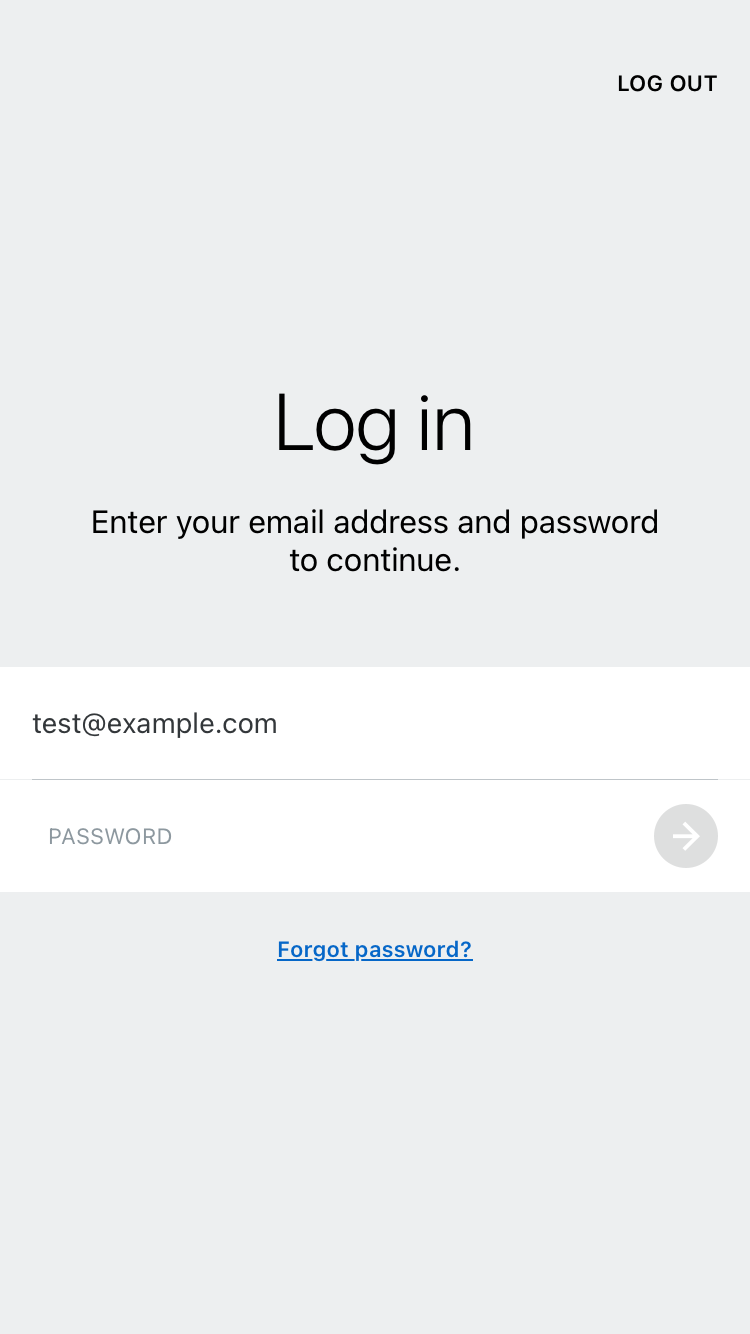 LOG OUT
Log in
Enter your email address and password
to continue.
test@example.com
PASSWORD
Forgot password?